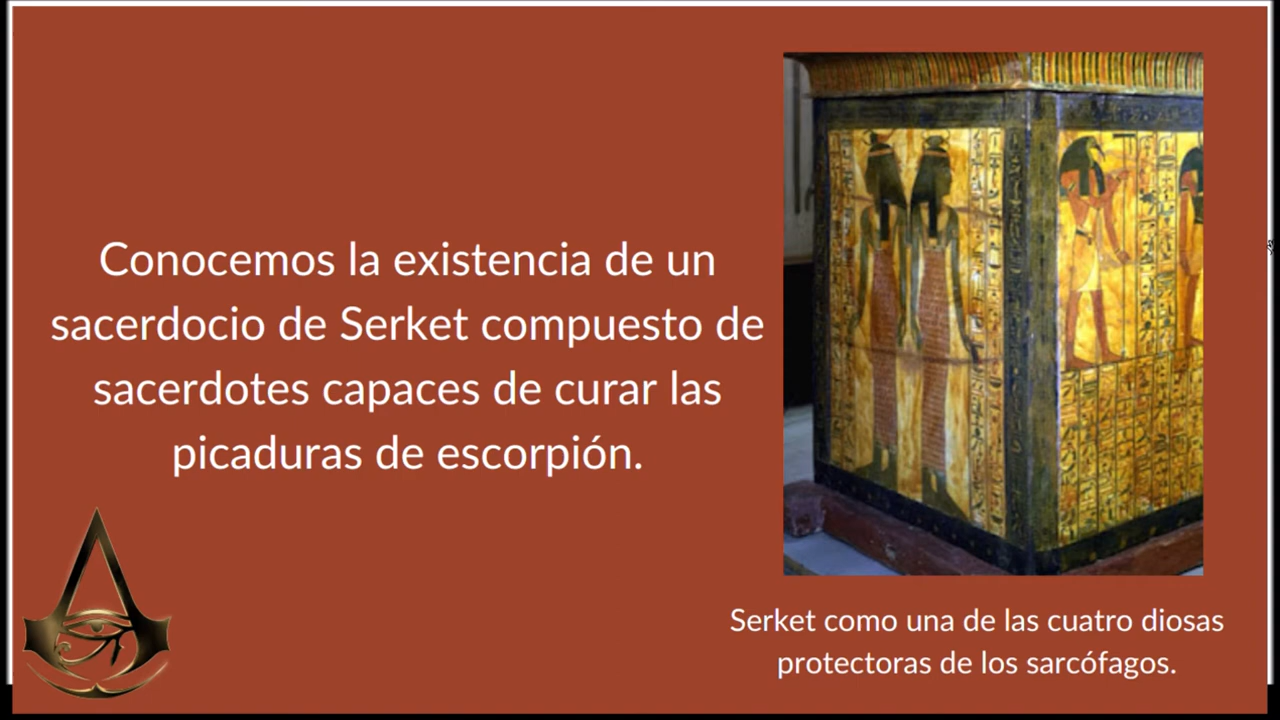 Conocemos la existencia de un
sacerdocio de Serket compuesto de
sacerdotes capaces de curar las
picaduras de escorpión.
Serket como una de las cuatro diosas
protectoras de los sarcófagos.